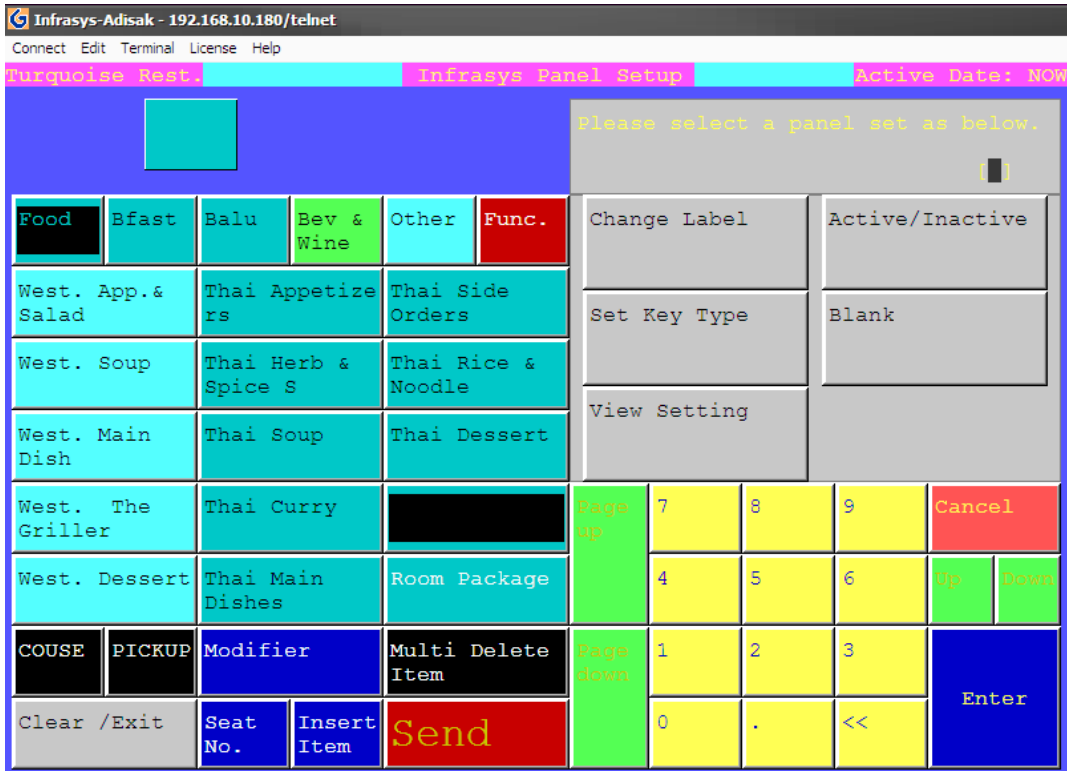 Infrasys-Adisak - 192.168.10.180/telnet
Connect Edit Terminal License Help
Turquoise Rest. Infrasys Panel Setup Active Date: NOW
Please select a panel set as below.
[ ]
Food Bfast Balu Bev & Wine Other Func.
Change Label Active/Inactive
West. App.& Salad
Thai Appetize
rs
Thai Side
Orders
Set Key Type Blank
West. Soup
Thai Herb &
Spice S
Thai Rice &
Noodle
View Setting
West. Main
Dish
Thai Soup
Thai Dessert
West. The
Griller
Thai Curry
Page
up
7 8 9 Cancel
West. Dessert
Thai Main
Dishes
Room Package
4 5 6 Up Down
COUSE PICKUP Modifier
Multi Delete
Item
Page
down
1 2 3
Enter
Clear /Exit
Seat
No.
Insert
Item
Send
0 . <<